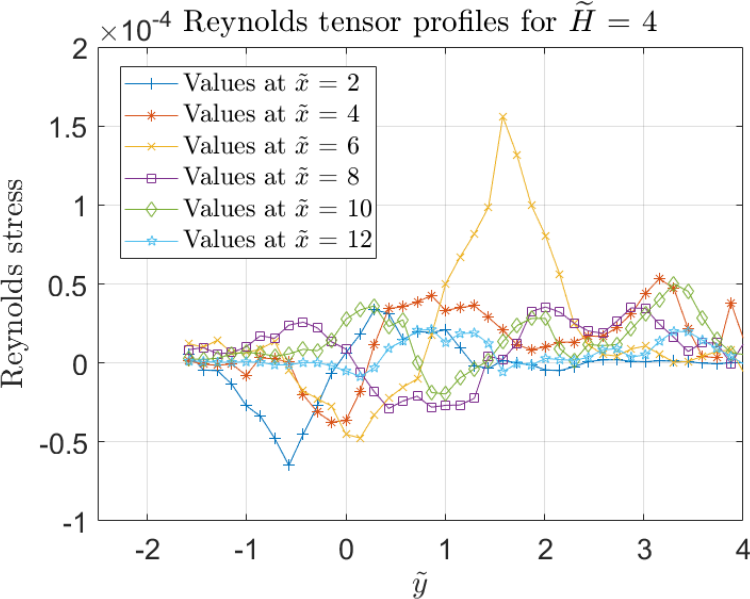 ×10⁻⁴ Reynolds tensor profiles for H̃ = 4
2
1.5
1
0.5
0
-0.5
-1
Reynolds stress
Values at x̃ = 2
Values at x̃ = 4
Values at x̃ = 6
Values at x̃ = 8
Values at x̃ = 10
Values at x̃ = 12
-2 -1 0 1 2 3 4
ỹ